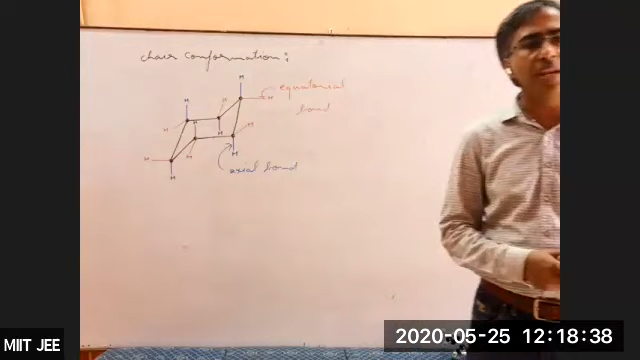 chair conformation:
H
H
H
equatorial
bond
H
H
H
H
H
H
H
axial bond
H
MIIT JEE
2020-05-25 12:18:38